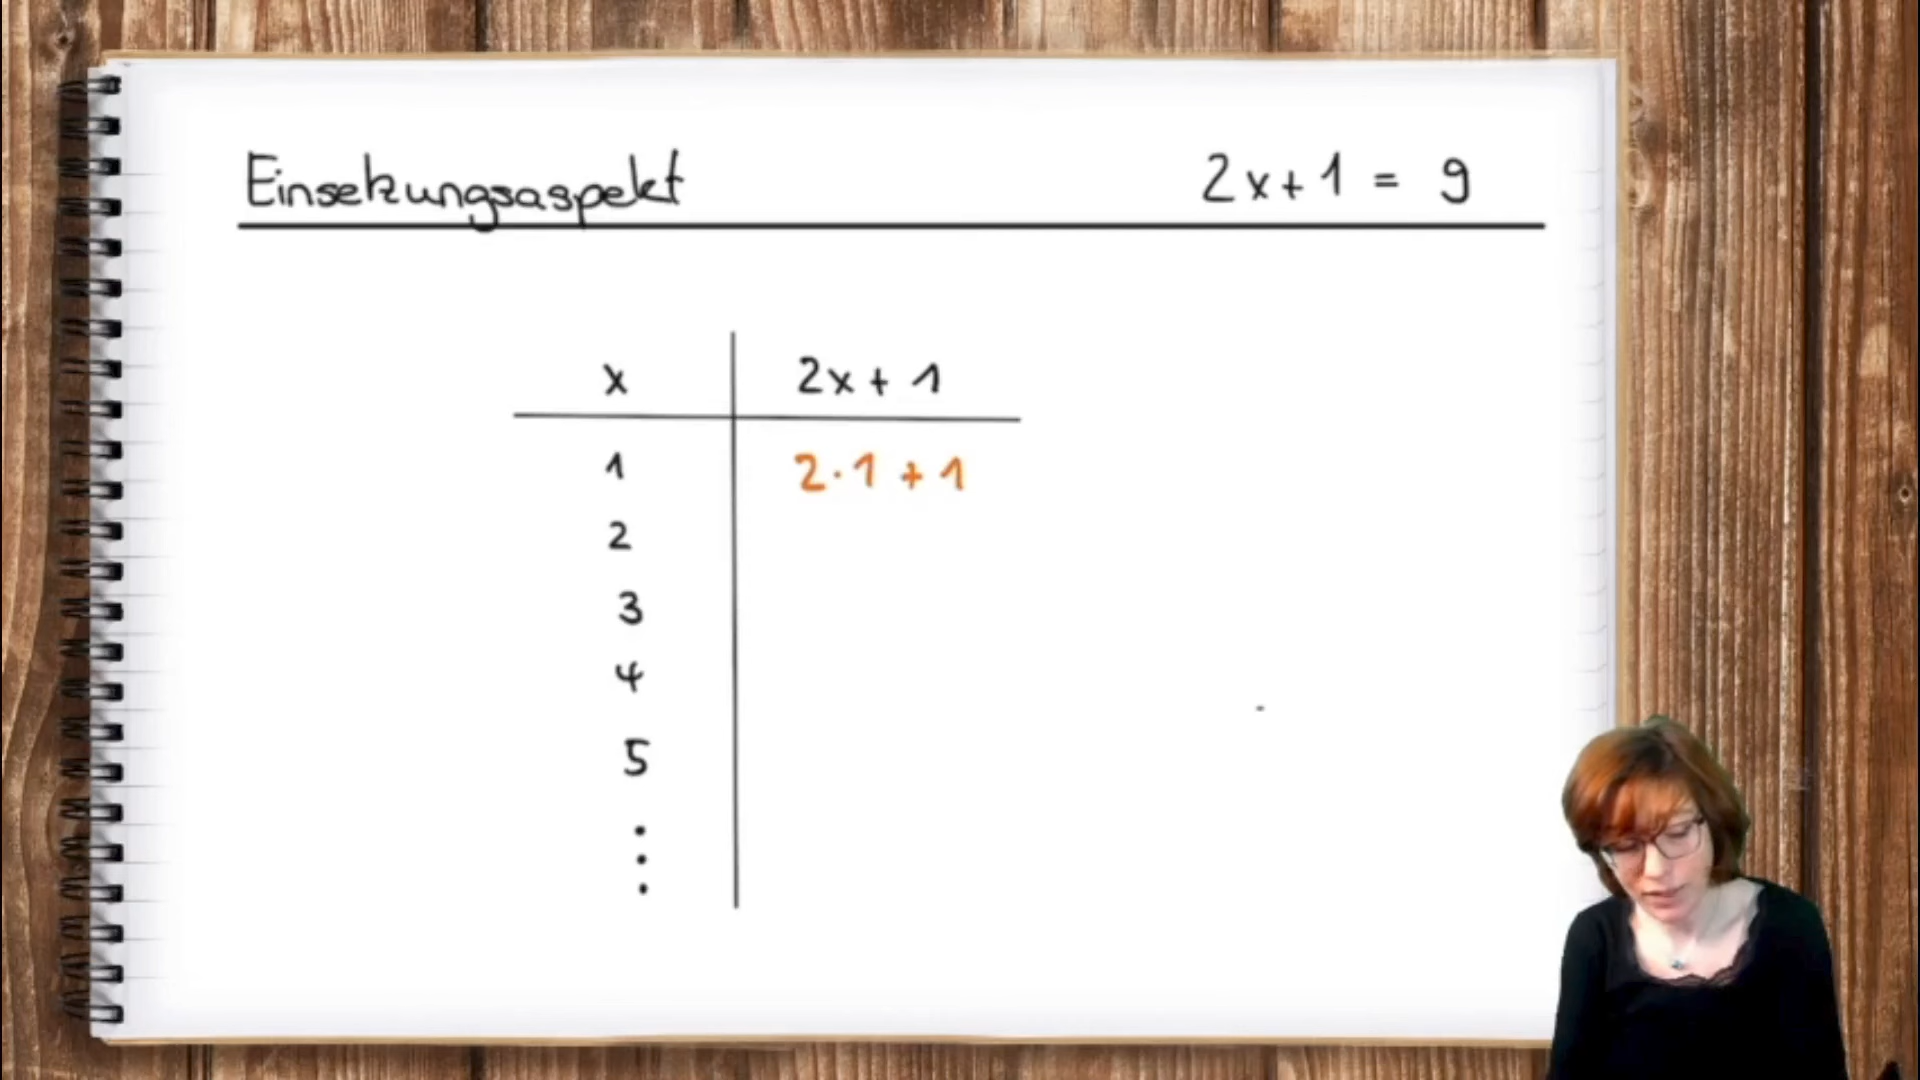 Einsetzungsaspekt 2x+1 = 9
x 2x + 1
1 2·1 + 1
2
3
4
5
⋮